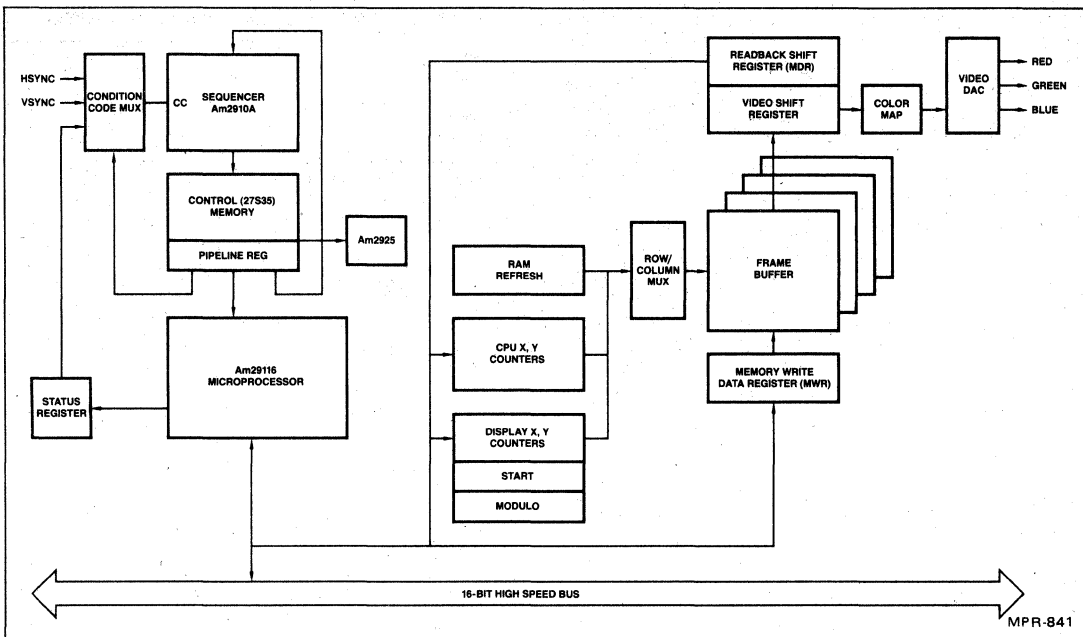 HSYNC
VSYNC
CONDITION
CODE MUX
CC
SEQUENCER
Am2910A
CONTROL (27S35)
MEMORY
PIPELINE REG
Am2925
Am29116
MICROPROCESSOR
STATUS
REGISTER
READBACK SHIFT
REGISTER (MDR)
VIDEO SHIFT
REGISTER
COLOR
MAP
VIDEO
DAC
RED
GREEN
BLUE
RAM
REFRESH
CPU X, Y
COUNTERS
DISPLAY X, Y
COUNTERS
START
MODULO
ROW/
COLUMN
MUX
FRAME
BUFFER
MEMORY WRITE
DATA REGISTER (MWR)
16-BIT HIGH SPEED BUS
MPR-841